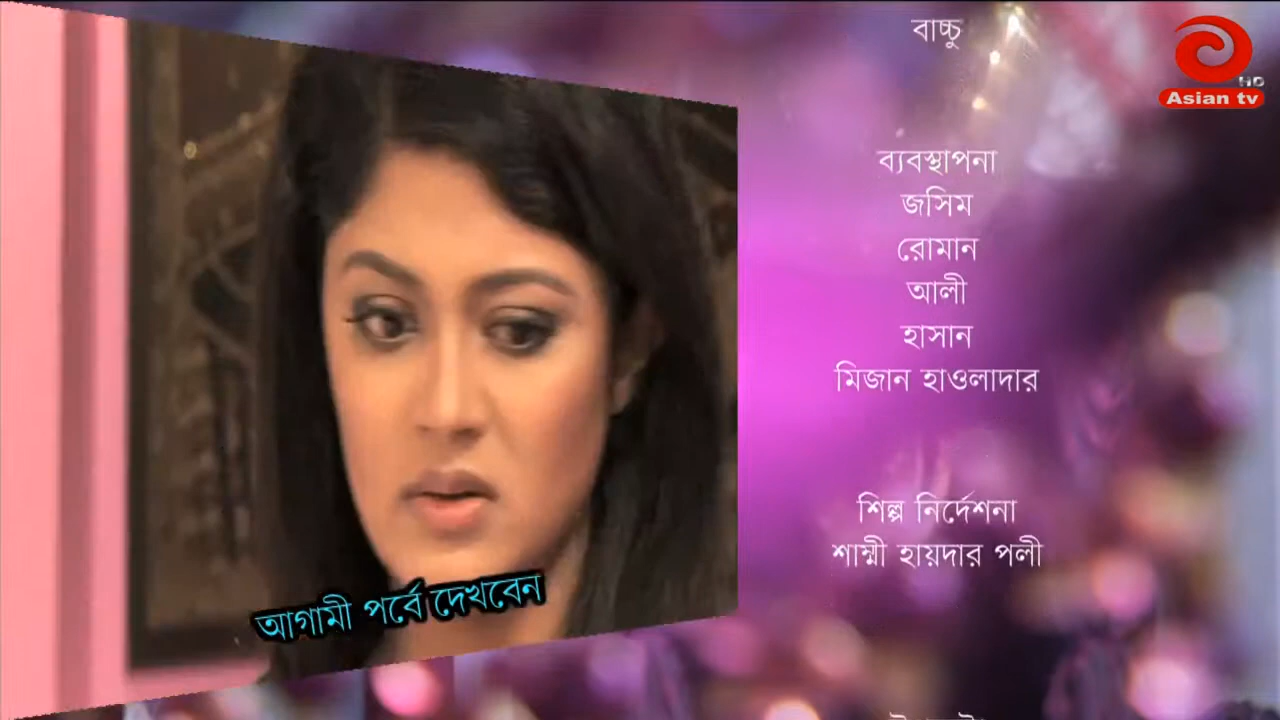 বাচ্চু
HD
Asian tv
ব্যবস্থাপনা
জসিম
রোমান
আলী
হাসান
মিজান হাওলাদার
শিল্প নির্দেশনা
শাম্মী হায়দার পলী
আগামী পর্বে দেখবেন